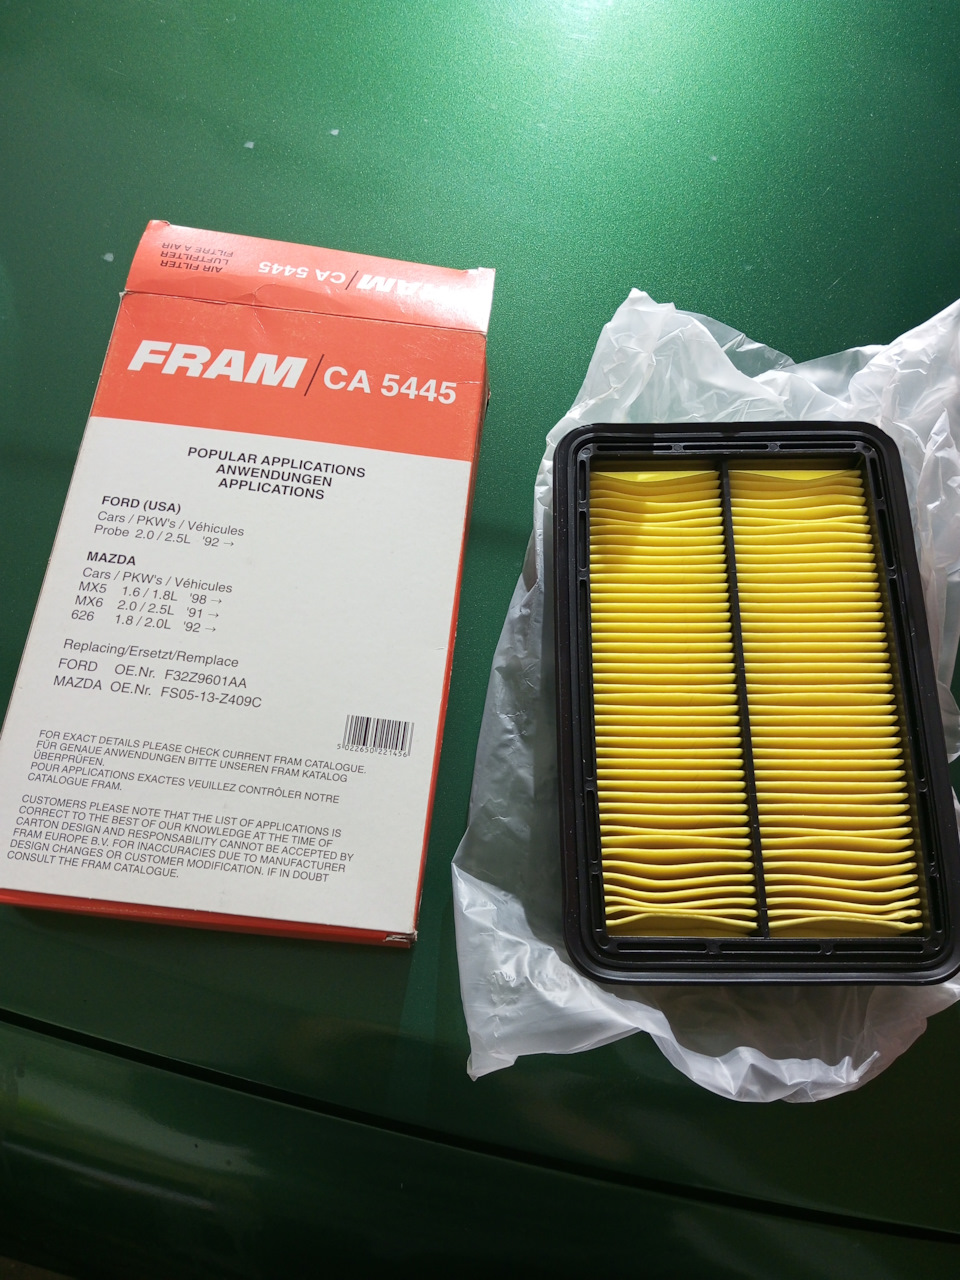 AIR FILTER
LUFTFILTER
FILTRE A AIR
FRAM/CA 5445
FRAM/CA 5445
POPULAR APPLICATIONS
ANWENDUNGEN
APPLICATIONS
FORD (USA)
Cars / PKW's / Véhicules
Probe 2.0 / 2.5L '92 →
MAZDA
Cars / PKW's / Véhicules
MX5 1.6 / 1.8L '98 →
MX6 2.0 / 2.5L '91 →
626 1.8 / 2.0L '92 →
Replacing/Ersetzt/Remplace
FORD OE.Nr. F32Z9601AA
MAZDA OE.Nr. FS05-13-Z409C
5 022650 221456
FOR EXACT DETAILS PLEASE CHECK CURRENT FRAM CATALOGUE.
FÜR GENAUE ANWENDUNGEN BITTE UNSEREN FRAM KATALOG
ÜBERPRÜFEN.
POUR APPLICATIONS EXACTES VEUILLEZ CONTRÔLER NOTRE
CATALOGUE FRAM.
CUSTOMERS PLEASE NOTE THAT THE LIST OF APPLICATIONS IS
CORRECT TO THE BEST OF OUR KNOWLEDGE AT THE TIME OF
CARTON DESIGN AND RESPONSABILITY CANNOT BE ACCEPTED BY
FRAM EUROPE B.V. FOR INACCURACIES DUE TO MANUFACTURER
DESIGN CHANGES OR CUSTOMER MODIFICATION. IF IN DOUBT
CONSULT THE FRAM CATALOGUE.